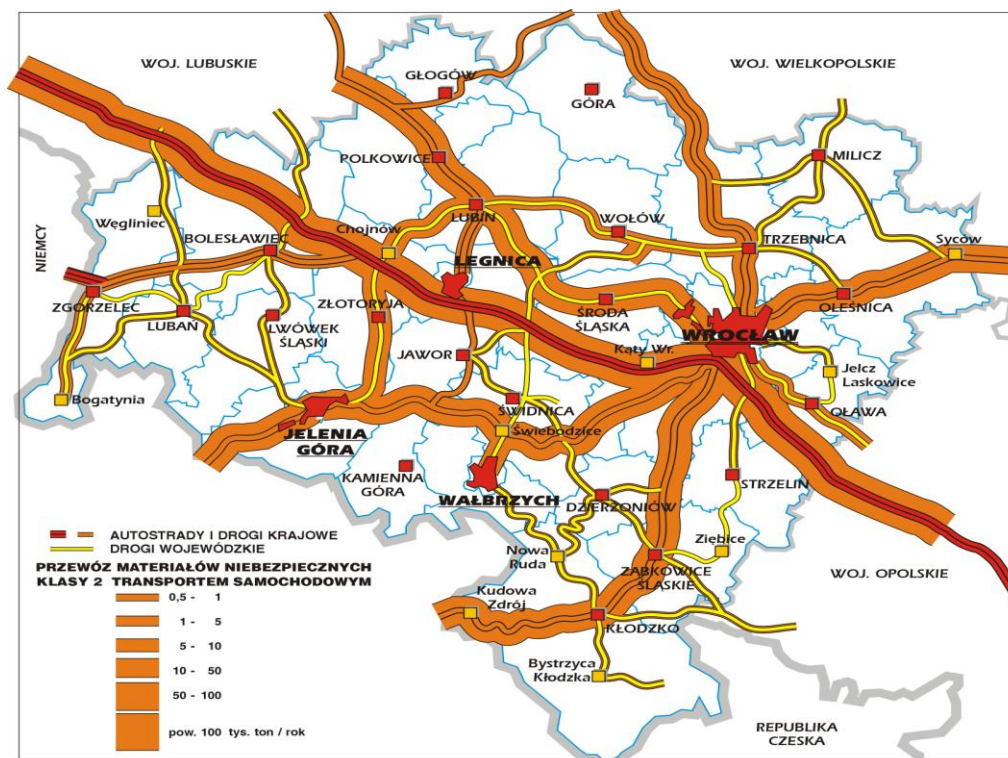 WOJ. LUBUSKIE
WOJ. WIELKOPOLSKIE
GŁOGÓW
GÓRA
POLKOWICE
MILICZ
Węgliniec
NIEMCY
BOLESŁAWIEC
Chojnów
LUBIN
WOŁÓW
TRZEBNICA
Syców
LEGNICA
ZGORZELEC
LUBAŃ
LWÓWEK
ŚLĄSKI
ZŁOTORYJA
ŚRODA
ŚLĄSKA
WROCŁAW
OLEŚNICA
JAWOR
Kąty Wr.
Jelcz
Laskowice
Bogatynia
ŚWIDNICA
OŁAWA
Świebodzice
JELENIA
GÓRA
KAMIENNA
GÓRA
WAŁBRZYCH
DZIERŻONIÓW
STRZELIN
Nowa
Ruda
Ziębice
ZĄBKOWICE
ŚLĄSKIE
WOJ. OPOLSKIE
Kudowa
Zdrój
KŁODZKO
Bystrzyca
Kłodzka
REPUBLIKA
CZESKA
AUTOSTRADY I DROGI KRAJOWE
DROGI WOJEWÓDZKIE
PRZEWÓZ MATERIAŁÓW NIEBEZPIECZNYCH
KLASY 2 TRANSPORTEM SAMOCHODOWYM
0,5 - 1
1 - 5
5 - 10
10 - 50
50 - 100
pow. 100 tys. ton / rok